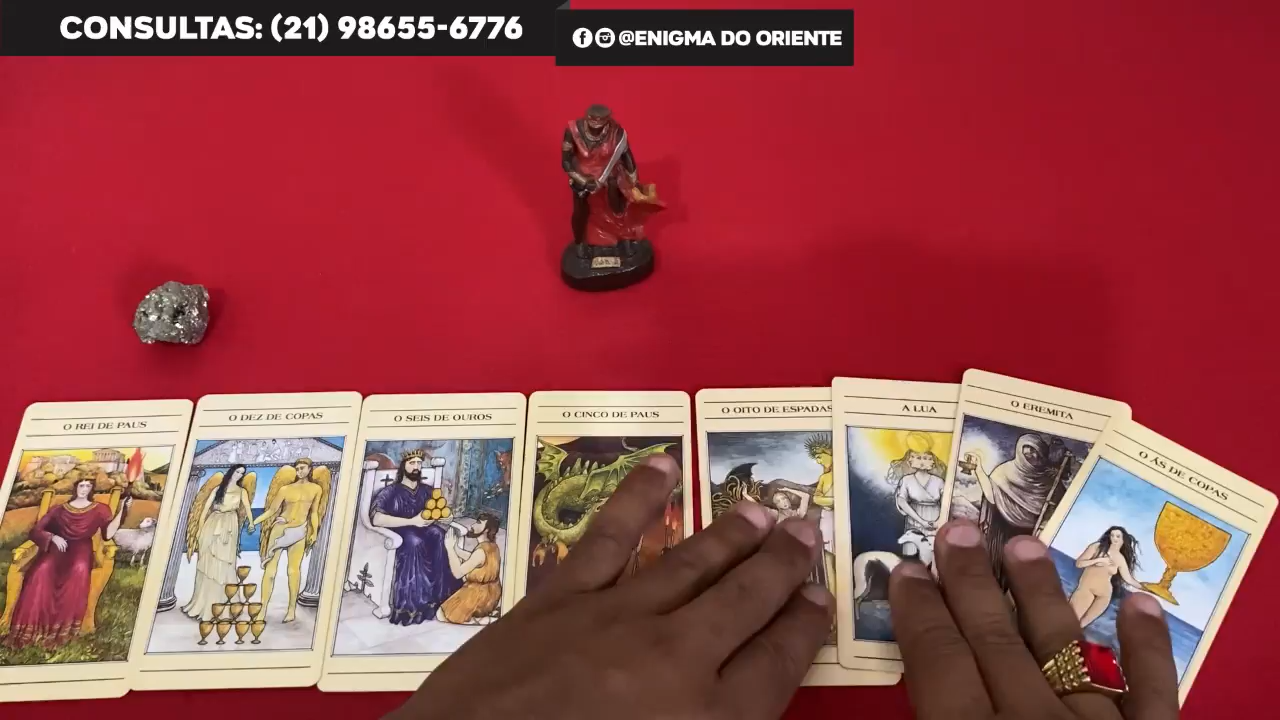 CONSULTAS: (21) 98655-6776
@ENIGMA DO ORIENTE
O REI DE PAUS
O DEZ DE COPAS
O SEIS DE OUROS
O CINCO DE PAUS
O OITO DE ESPADAS
A LUA
O EREMITA
O ÁS DE COPAS